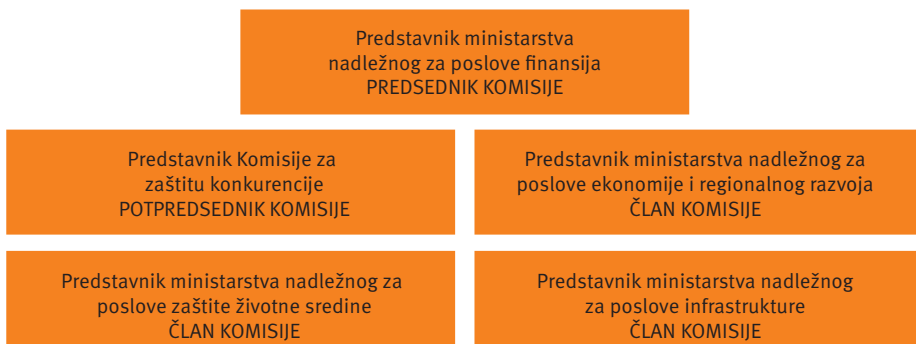 Predstavnik ministarstva
nadležnog za poslove finansija
PREDSEDNIK KOMISIJE
Predstavnik Komisije za
zaštitu konkurencije
POTPREDSEDNIK KOMISIJE
Predstavnik ministarstva nadležnog za
poslove ekonomije i regionalnog razvoja
ČLAN KOMISIJE
Predstavnik ministarstva nadležnog za
poslove zaštite životne sredine
ČLAN KOMISIJE
Predstavnik ministarstva nadležnog
za poslove infrastrukture
ČLAN KOMISIJE